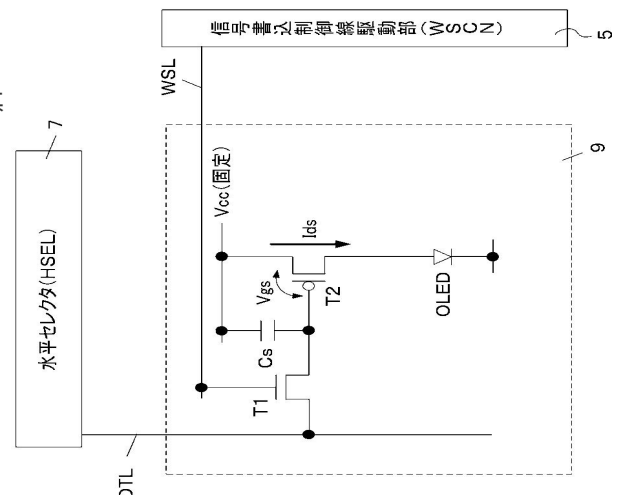 信号書込制御線駆動部(WSCN)
5
WSL
7
水平セレクタ(HSEL)
Vcc(固定)
Ids
Vgs
Cs
T1
T2
OLED
9
DTL